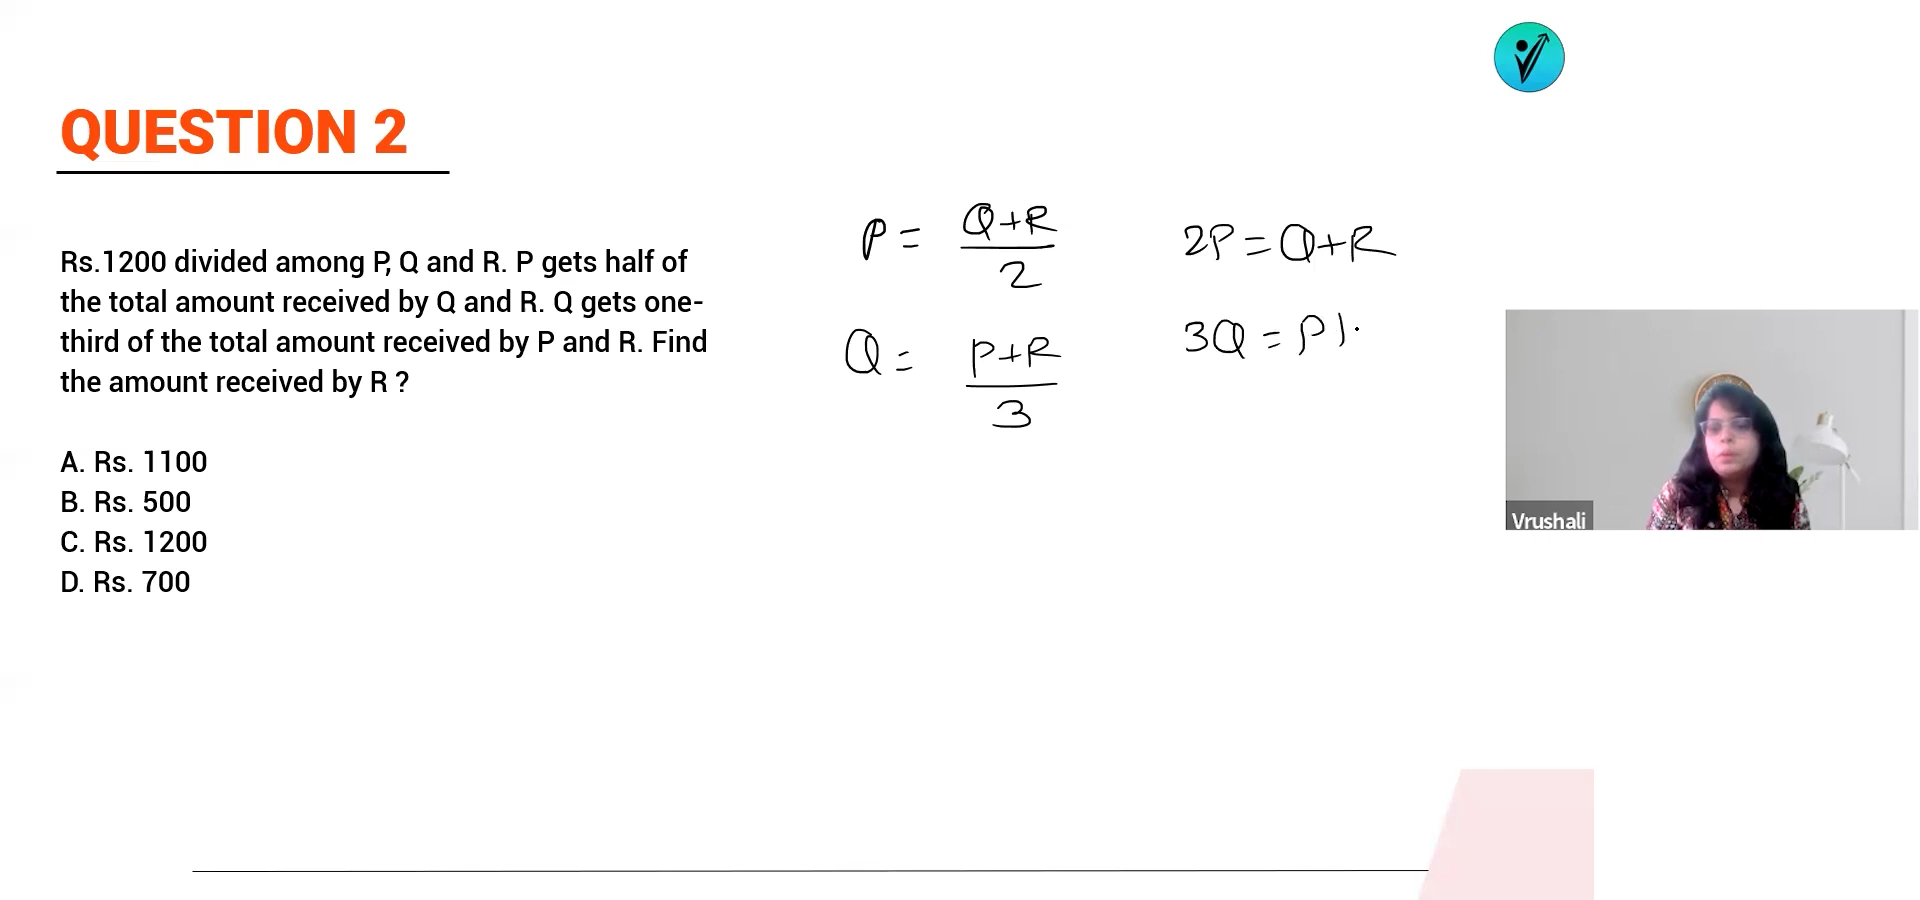 QUESTION 2
Rs.1200 divided among P, Q and R. P gets half of
the total amount received by Q and R. Q gets one-
third of the total amount received by P and R. Find
the amount received by R ?
A. Rs. 1100
B. Rs. 500
C. Rs. 1200
D. Rs. 700
P = Q+R
2
2P = Q+R
Q = P+R
3
3Q = P
Vrushali